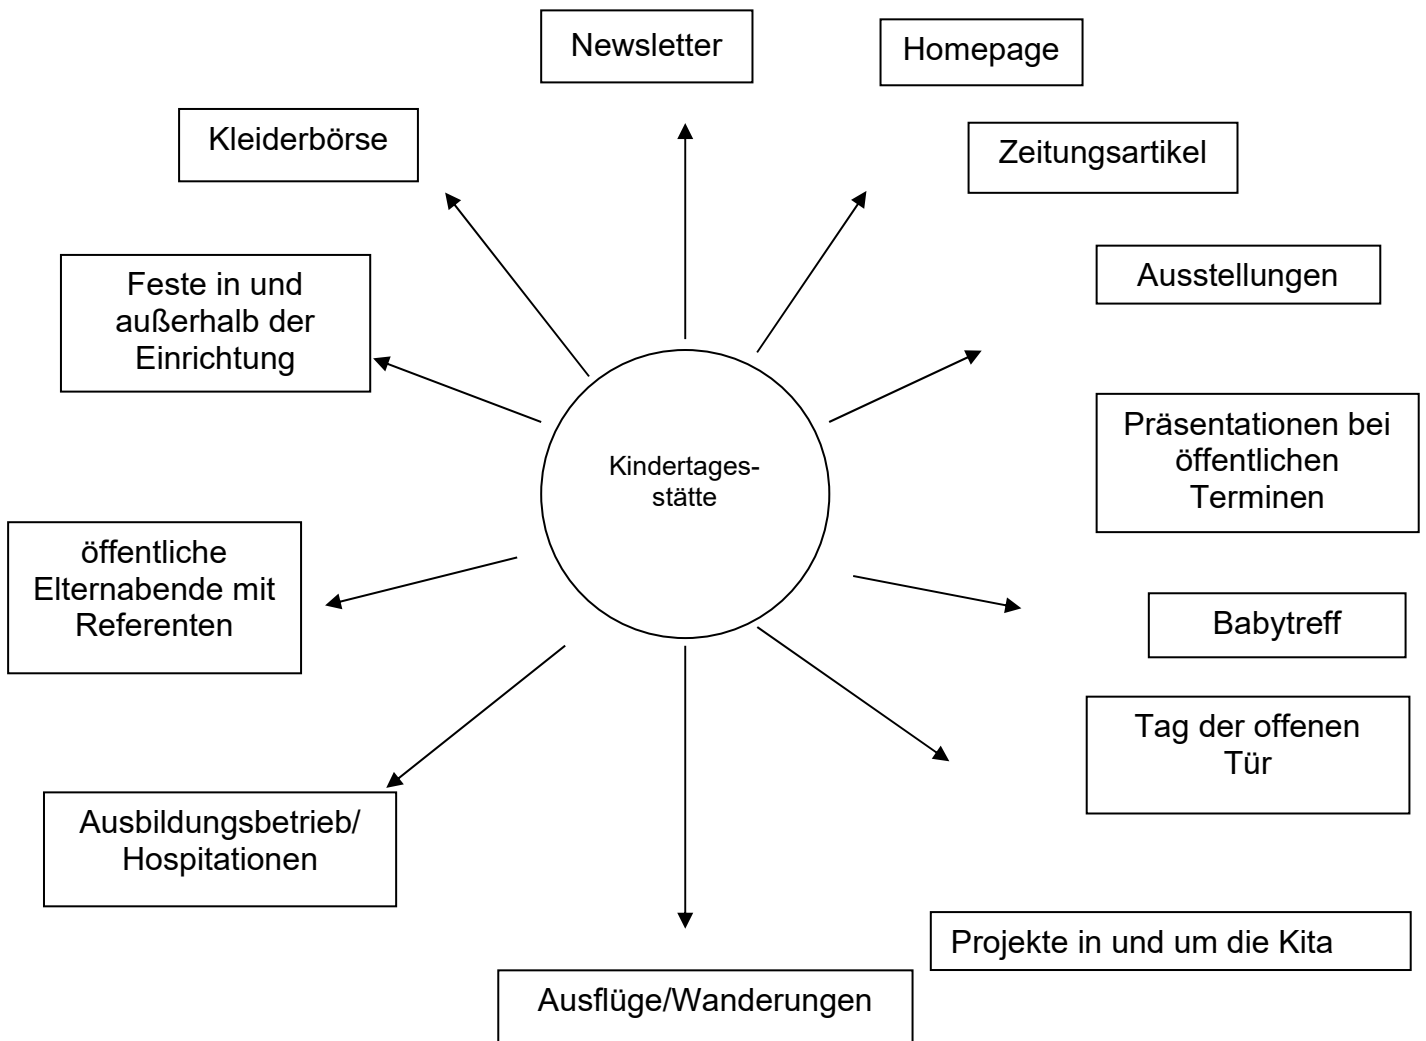 Newsletter
Homepage
Kleiderbörse
Zeitungsartikel
Ausstellungen
Feste in und
außerhalb der
Einrichtung
Präsentationen bei
öffentlichen
Terminen
Kindertages-
stätte
öffentliche
Elternabende mit
Referenten
Babytreff
Tag der offenen
Tür
Ausbildungsbetrieb/
Hospitationen
Projekte in und um die Kita
Ausflüge/Wanderungen